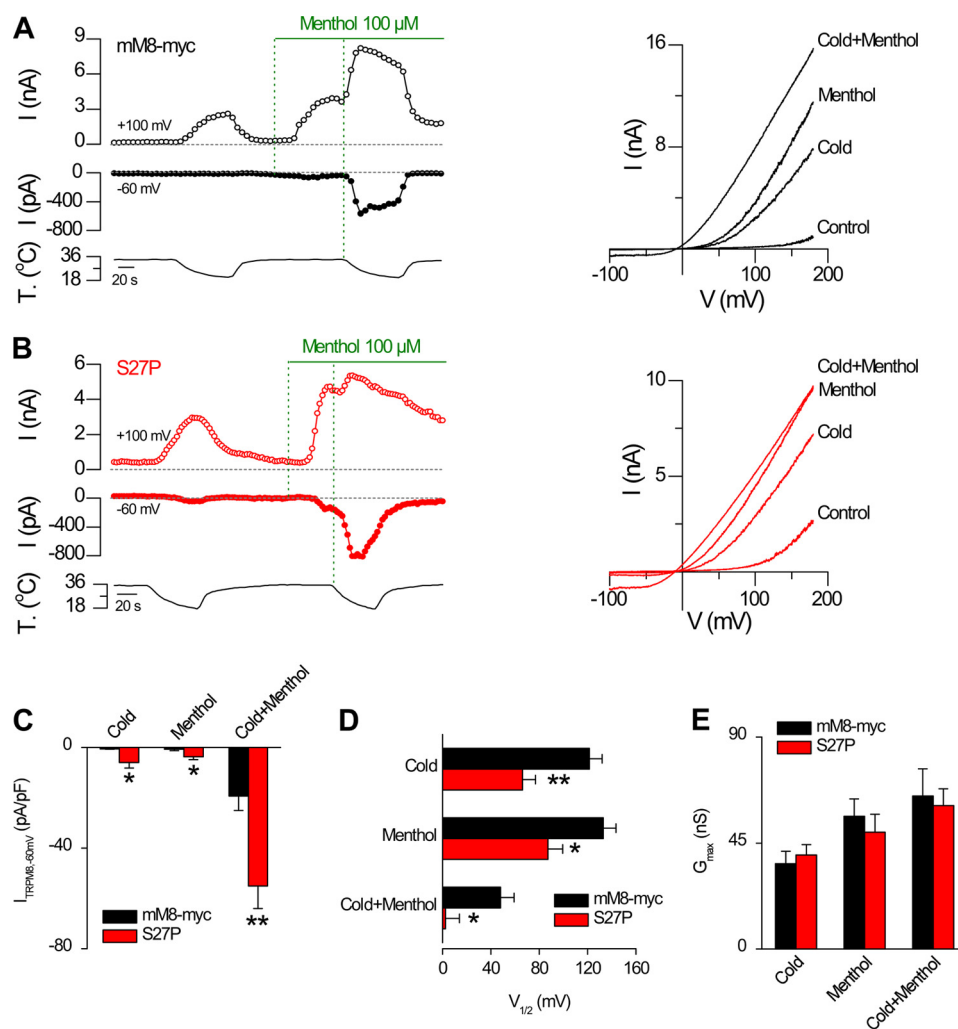 A
mM8-myc
Menthol 100 µM
I (nA)
9
6
3
0
+100 mV
I (pA)
0
-400
-800
-60 mV
T. (°C)
36
18
20 s
I (nA)
16
8
Cold+Menthol
Menthol
Cold
Control
-100
0
100
200
V (mV)
B
S27P
Menthol 100 µM
I (nA)
6
4
2
0
+100 mV
I (pA)
0
-400
-800
-60 mV
T. (°C)
36
18
20 s
I (nA)
10
5
Cold+Menthol
Menthol
Cold
Control
-100
0
100
200
V (mV)
C
Cold
Menthol
Cold+Menthol
I TRPM8,-60mV (pA/pF)
0
-40
-80
*
*
**
mM8-myc
S27P
D
Cold
**
Menthol
*
Cold+Menthol
*
mM8-myc
S27P
0
40
80
120
160
V1/2 (mV)
E
mM8-myc
S27P
Gmax (nS)
90
45
0
Cold
Menthol
Cold+Menthol